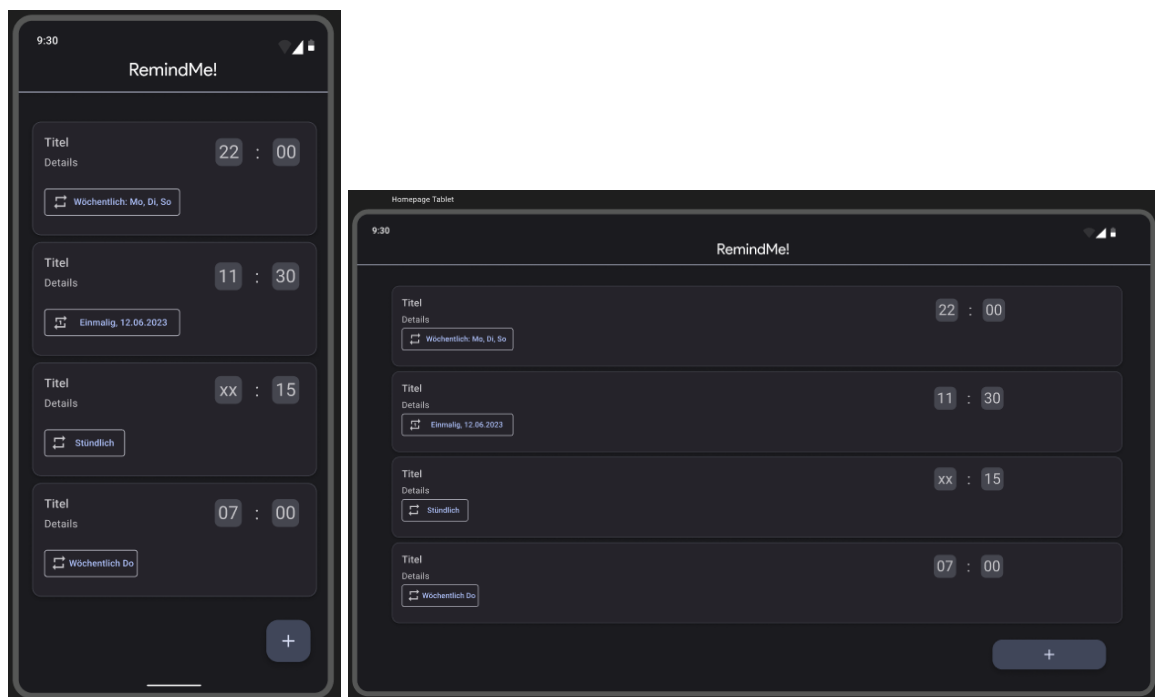 9:30
RemindMe!
Titel
Details
22 : 00
Wöchentlich: Mo, Di, So
Titel
Details
11 : 30
Einmalig, 12.06.2023
Titel
Details
xx : 15
Stündlich
Titel
Details
07 : 00
Wöchentlich Do
+
Homepage Tablet
9:30
RemindMe!
Titel
Details
22 : 00
Wöchentlich: Mo, Di, So
Titel
Details
11 : 30
Einmalig, 12.06.2023
Titel
Details
xx : 15
Stündlich
Titel
Details
07 : 00
Wöchentlich Do
+